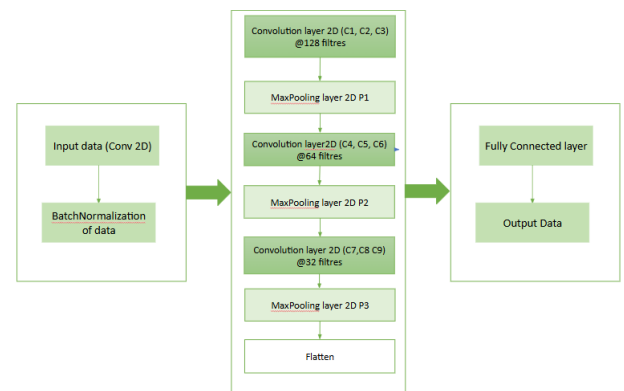 Input data (Conv 2D)
BatchNormalization
of data
Convolution layer 2D (C1, C2, C3)
@128 filtres
MaxPooling layer 2D P1
Convolution layer2D (C4, C5, C6)
@64 filtres
MaxPooling layer 2D P2
Convolution layer 2D (C7,C8 C9)
@32 filtres
MaxPooling layer 2D P3
Flatten
Fully Connected layer
Output Data